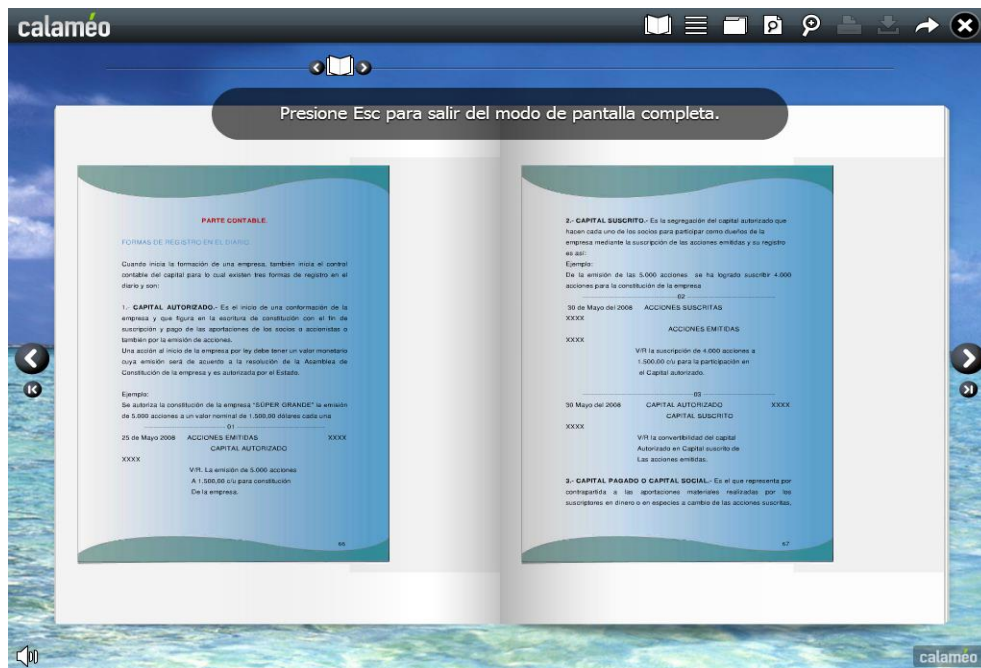 calaméo
Presione Esc para salir del modo de pantalla completa.
PARTE CONTABLE.
FORMAS DE REGISTRO EN EL DIARIO.
Cuando inicia la formación de una empresa, también inicia el control
contable del capital para lo cual existen tres formas de registro en el
diario y son:
1.- CAPITAL AUTORIZADO.- Es el inicio de una conformación de la
empresa y que figura en la escritura de constitución con el fin de
suscripción y pago de las aportaciones de los socios o accionistas o
también por la emisión de acciones.
Una acción al inicio de la empresa por ley debe tener un valor monetario
cuya emisión será de acuerdo a la resolución de la Asamblea de
Constitución de la empresa y es autorizada por el Estado.
Ejemplo:
Se autoriza la constitución de la empresa "SÚPER GRANDE" la emisión
de 5.000 acciones a un valor nominal de 1.500,00 dólares cada una
01
25 de Mayo 2008 ACCIONES EMITIDAS XXXX
CAPITAL AUTORIZADO
XXXX
V/R. La emisión de 5.000 acciones
A 1.500,00 c/u para constitución
De la empresa.
66
2.- CAPITAL SUSCRITO.- Es la segregación del capital autorizado que
hacen cada uno de los socios para participar como dueños de la
empresa mediante la suscripción de las acciones emitidas y su registro
es así:
Ejemplo:
De la emisión de las 5.000 acciones se ha logrado suscribir 4.000
acciones para la constitución de la empresa
02
30 de Mayo del 2008 ACCIONES SUSCRITAS
XXXX
ACCIONES EMITIDAS
XXXX
V/R la suscripción de 4.000 acciones a
1.500.00 c/u para la participación en
el Capital autorizado.
03
30 Mayo del 2008 CAPITAL AUTORIZADO XXXX
CAPITAL SUSCRITO
XXXX
V/R la convertibilidad del capital
Autorizado en Capital suscrito de
Las acciones emitidas.
3.- CAPITAL PAGADO O CAPITAL SOCIAL.- Es el que representa por
contrapartida a las aportaciones materiales realizadas por los
suscriptores en dinero o en especies a cambio de las acciones suscritas,
67
calaméo